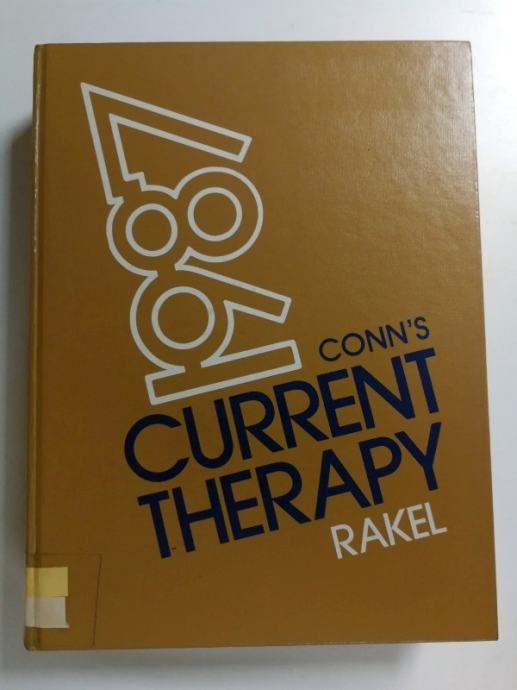 1987
CONN'S
CURRENT
THERAPY
RAKEL